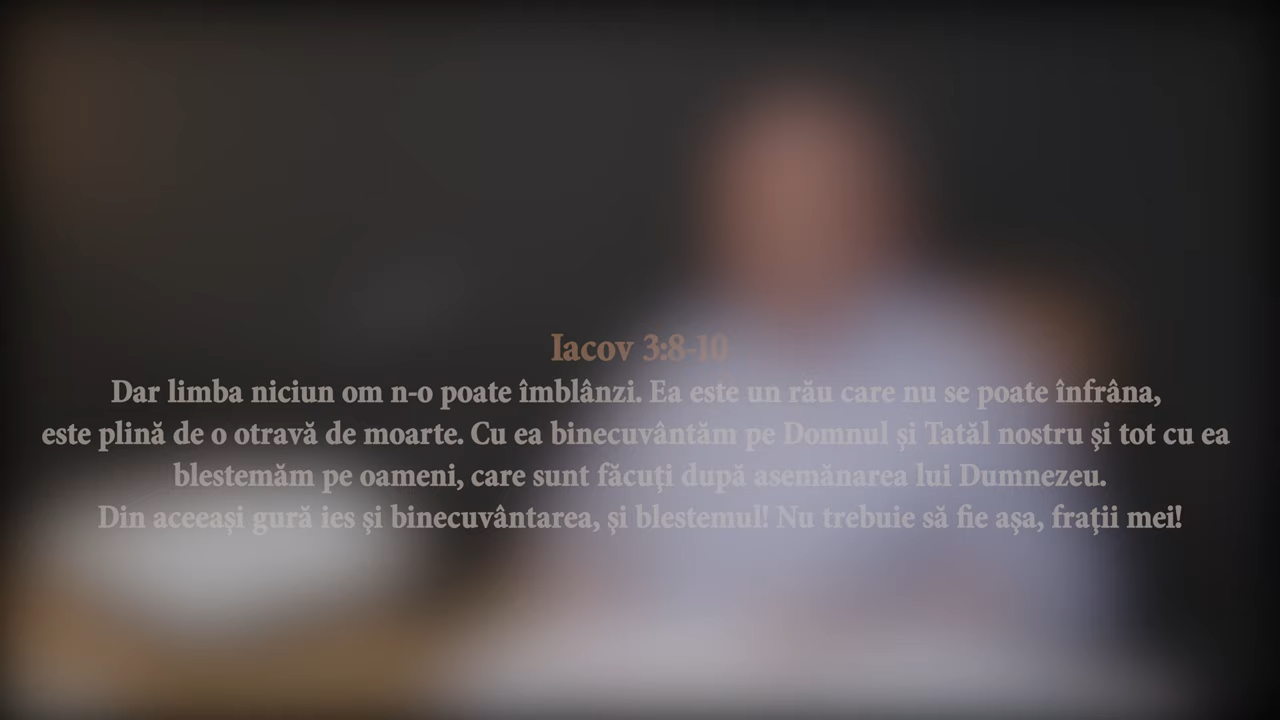 Iacov 3:8-10
Dar limba niciun om n-o poate îmblânzi. Ea este un rău care nu se poate înfrâna,
este plină de o otravă de moarte. Cu ea binecuvântăm pe Domnul și Tatăl nostru şi tot cu ea
blestemăm pe oameni, care sunt făcuți după asemănarea lui Dumnezeu.
Din aceeași gură ies și binecuvântarea, și blestemul! Nu trebuie să fie aşa, fraţii mei!